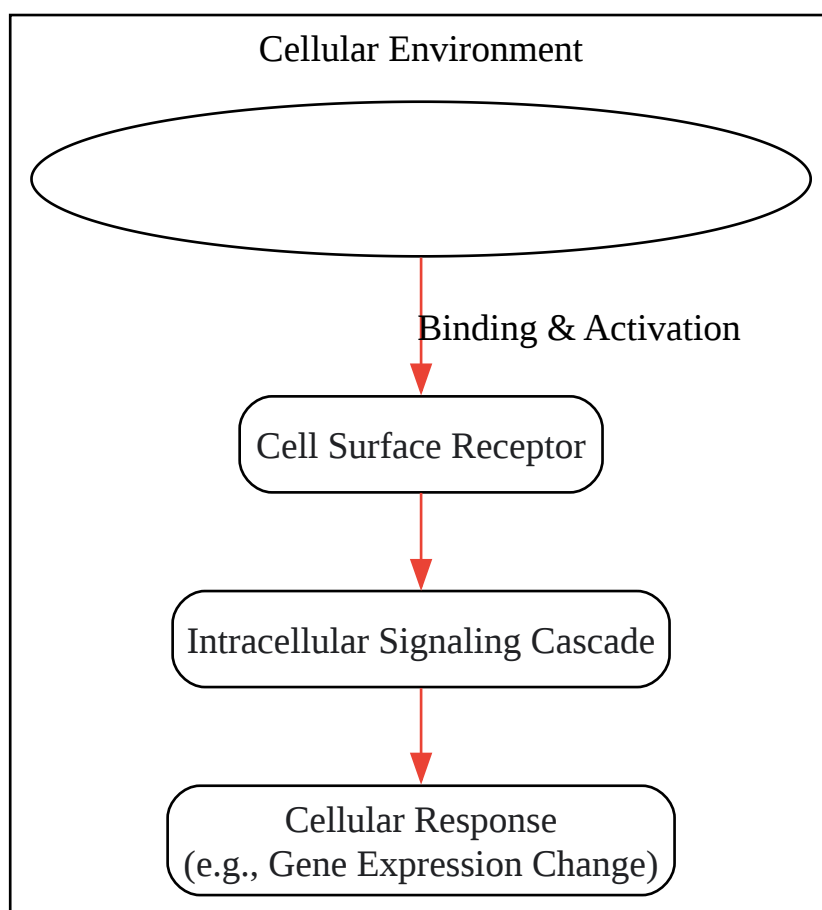 Cellular Environment
Binding & Activation
Cell Surface Receptor
Intracellular Signaling Cascade
Cellular Response
(e.g., Gene Expression Change)